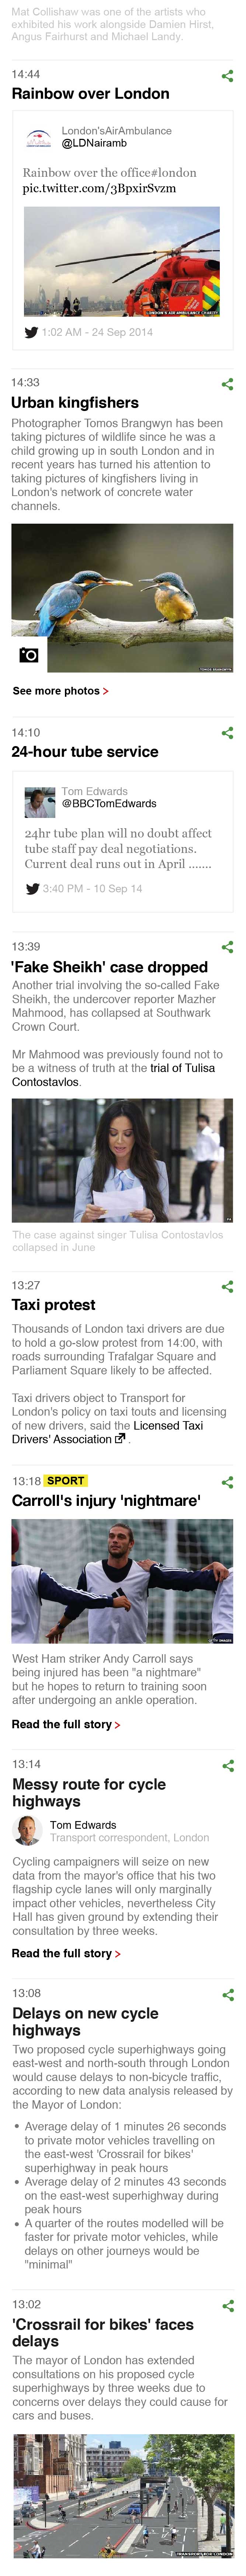 Mat Collishaw was one of the artists who
exhibited his work alongside Damien Hirst,
Angus Fairhurst and Michael Landy.
14:44
Rainbow over London
London'sAirAmbulance
@LDNairamb
Rainbow over the office#london
pic.twitter.com/3BpxirSvzm
LONDON'S AIR AMBULANCE CHARITY
1:02 AM - 24 Sep 2014
14:33
Urban kingfishers
Photographer Tomos Brangwyn has been
taking pictures of wildlife since he was a
child growing up in south London and in
recent years has turned his attention to
taking pictures of kingfishers living in
London's network of concrete water
channels.
TOMOS BRANGWYN
See more photos >
14:10
24-hour tube service
Tom Edwards
@BBCTomEdwards
24hr tube plan will no doubt affect
tube staff pay deal negotiations.
Current deal runs out in April .......
3:40 PM - 10 Sep 14
13:39
'Fake Sheikh' case dropped
Another trial involving the so-called Fake
Sheikh, the undercover reporter Mazher
Mahmood, has collapsed at Southwark
Crown Court.
Mr Mahmood was previously found not to
be a witness of truth at the trial of Tulisa
Contostavlos.
PA
The case against singer Tulisa Contostavlos
collapsed in June
13:27
Taxi protest
Thousands of London taxi drivers are due
to hold a go-slow protest from 14:00, with
roads surrounding Trafalgar Square and
Parliament Square likely to be affected.
Taxi drivers object to Transport for
London's policy on taxi touts and licensing
of new drivers, said the Licensed Taxi
Drivers' Association .
13:18 SPORT
Carroll's injury 'nightmare'
GETTY IMAGES
West Ham striker Andy Carroll says
being injured has been "a nightmare"
but he hopes to return to training soon
after undergoing an ankle operation.
Read the full story >
13:14
Messy route for cycle
highways
Tom Edwards
Transport correspondent, London
Cycling campaigners will seize on new
data from the mayor's office that his two
flagship cycle lanes will only marginally
impact other vehicles, nevertheless City
Hall has given ground by extending their
consultation by three weeks.
Read the full story >
13:08
Delays on new cycle
highways
Two proposed cycle superhighways going
east-west and north-south through London
would cause delays to non-bicycle traffic,
according to new data analysis released by
the Mayor of London:
• Average delay of 1 minutes 26 seconds
to private motor vehicles travelling on
the east-west 'Crossrail for bikes'
superhighway in peak hours
• Average delay of 2 minutes 43 seconds
on the east-west superhighway during
peak hours
• A quarter of the routes modelled will be
faster for private motor vehicles, while
delays on other journeys would be
"minimal"
13:02
'Crossrail for bikes' faces
delays
The mayor of London has extended
consultations on his proposed cycle
superhighways by three weeks due to
concerns over delays they could cause for
cars and buses.
TRANSPORT FOR LONDON